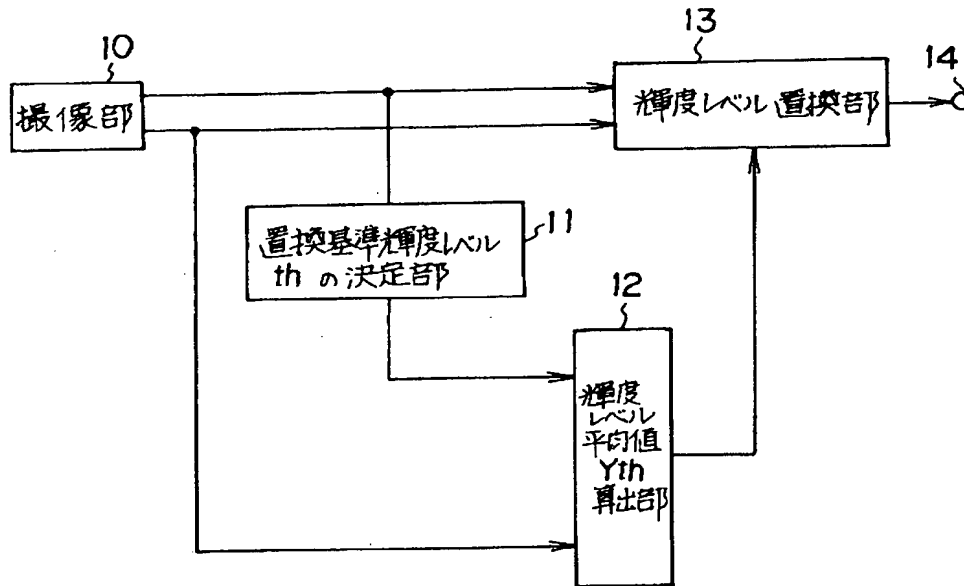 10
撮像部
13
輝度レベル置換部
14
置換基準輝度レベル
thの決定部
11
12
輝度
レベル
平均値
Yth
算出部